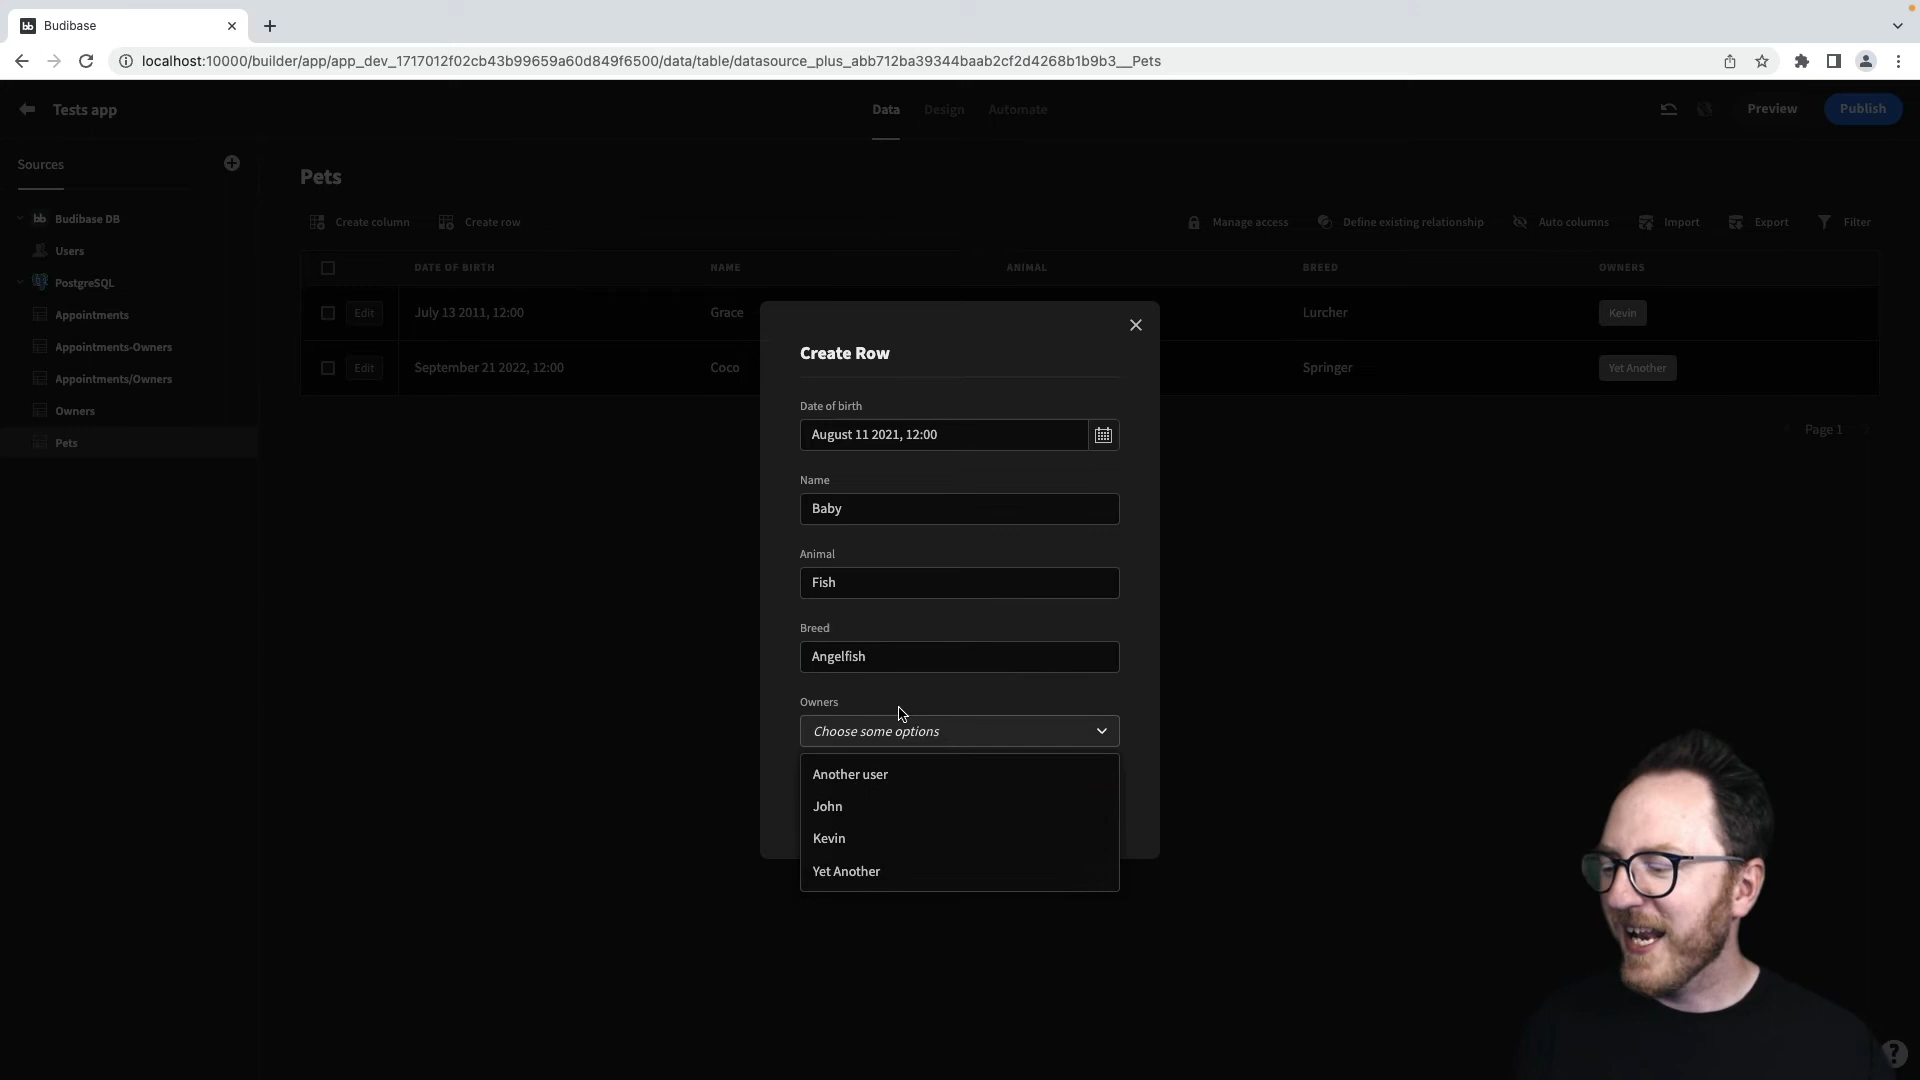 Budibase
localhost:10000/builder/app/app_dev_1717012f02cb43b99659a60d849f6500/data/table/datasource_plus_abb712ba39344baab2cf2d4268b1b9b3__Pets
Tests app
Data
Design
Automate
Preview
Publish
Sources
bb Budibase DB
Users
PostgreSQL
Appointments
Appointments-Owners
Appointments/Owners
Owners
Pets
Pets
Create column
Create row
Manage access
Define existing relationship
Auto columns
Import
Export
Filter
DATE OF BIRTH NAME ANIMAL BREED OWNERS
Edit July 13 2011, 12:00 Grace Lurcher Kevin
Edit September 21 2022, 12:00 Coco Springer Yet Another
Page 1
Create Row
Date of birth
August 11 2021, 12:00
Name
Baby
Animal
Fish
Breed
Angelfish
Owners
Choose some options
Another user
John
Kevin
Yet Another
?